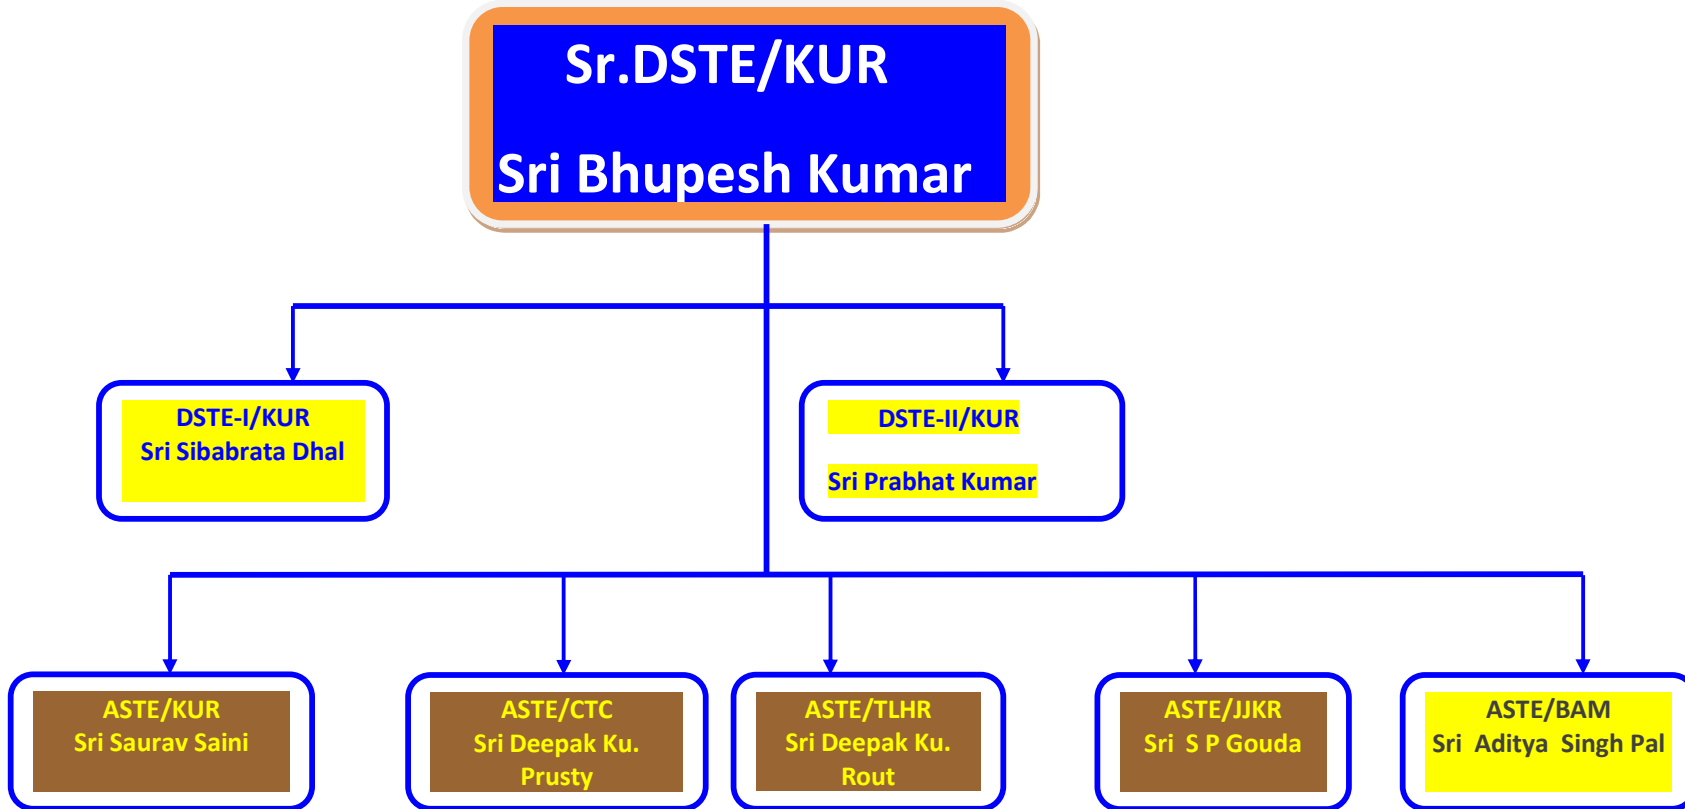 Sr.DSTE/KUR
Sri Bhupesh Kumar
DSTE-I/KUR
Sri Sibabrata Dhal
DSTE-II/KUR
Sri Prabhat Kumar
ASTE/KUR
Sri Saurav Saini
ASTE/CTC
Sri Deepak Ku.
Prusty
ASTE/TLHR
Sri Deepak Ku.
Rout
ASTE/JJKR
Sri S P Gouda
ASTE/BAM
Sri Aditya Singh Pal